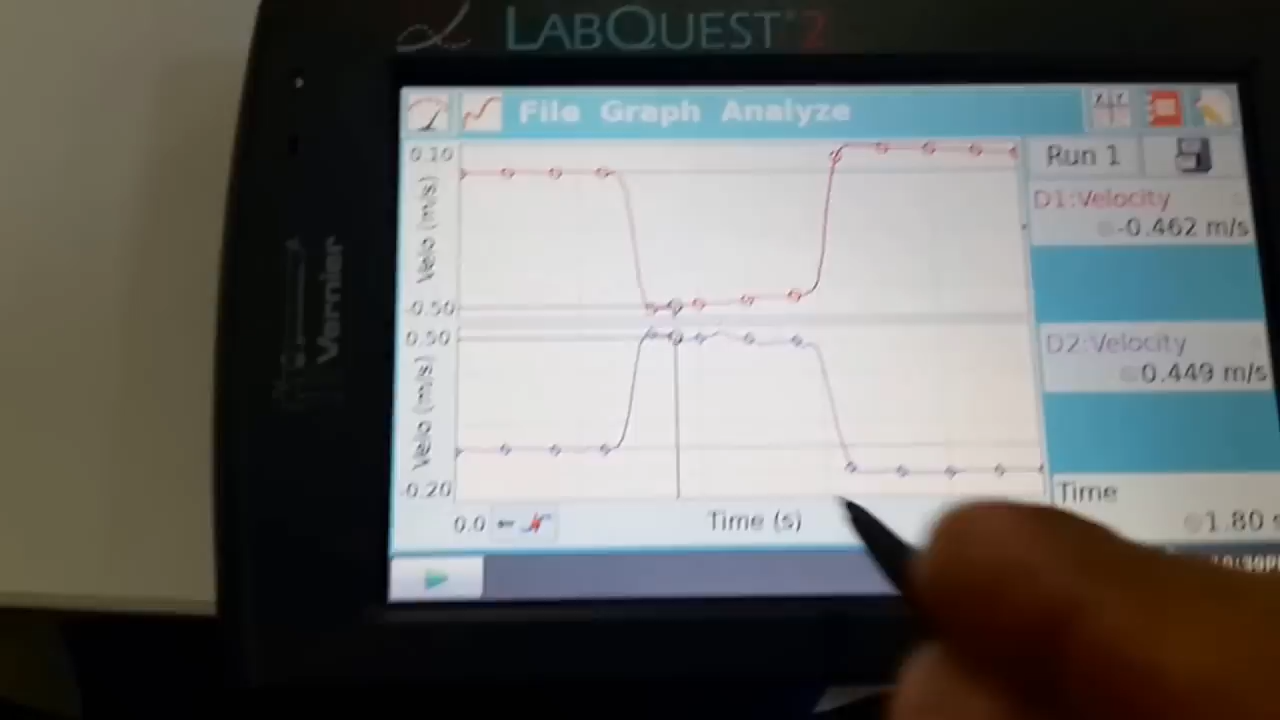 LABQUEST 2
File Graph Analyze
0.10
Velo (m/s)
-0.50
0.50
Velo (m/s)
-0.20
0.0
Time (s)
Run 1
D1:Velocity
-0.462 m/s
D2:Velocity
0.449 m/s
Time
1.80 s
Vernier